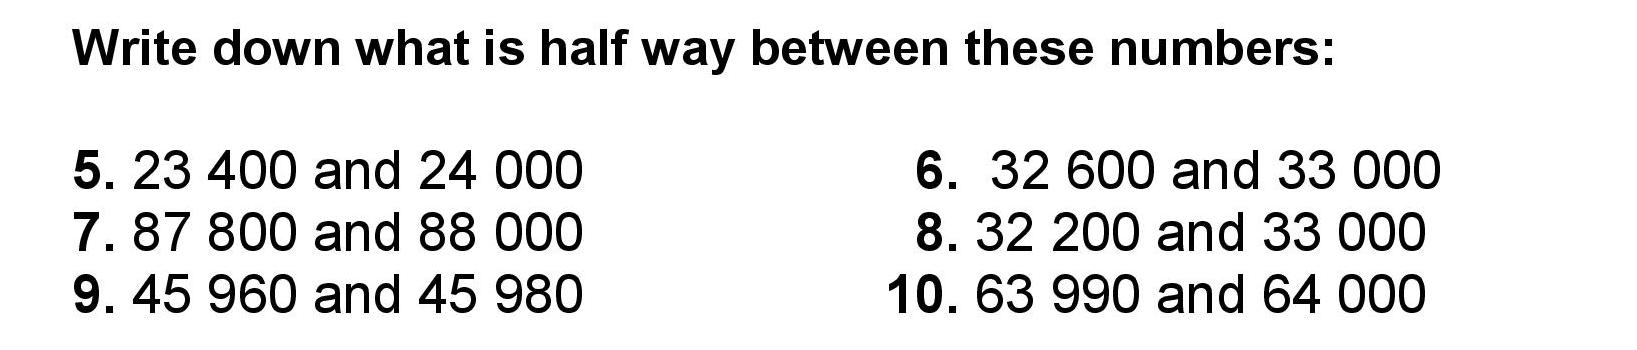 Write down what is half way between these numbers:
5. 23 400 and 24 000 6. 32 600 and 33 000
7. 87 800 and 88 000 8. 32 200 and 33 000
9. 45 960 and 45 980 10. 63 990 and 64 000